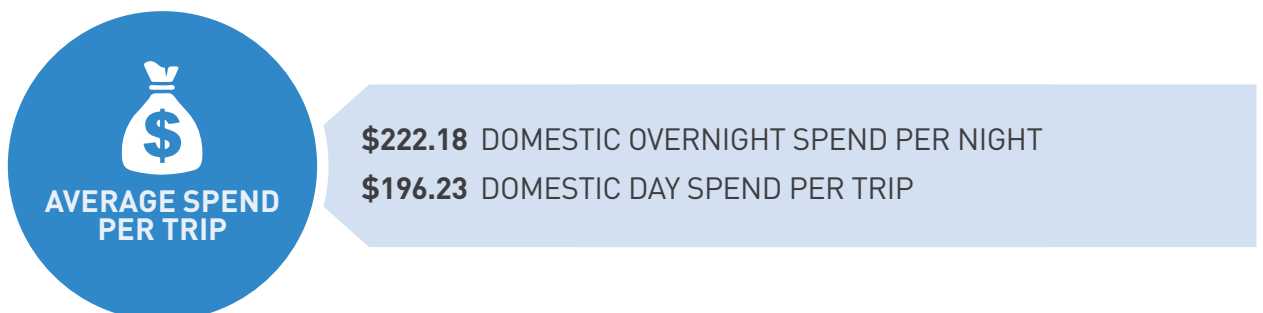 $
AVERAGE SPEND
PER TRIP
$222.18 DOMESTIC OVERNIGHT SPEND PER NIGHT
$196.23 DOMESTIC DAY SPEND PER TRIP